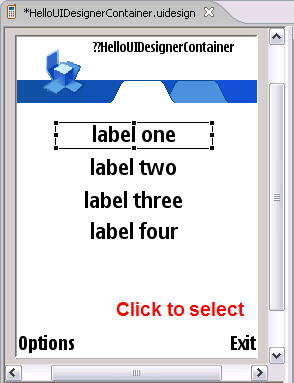 *HelloUIDesignerContainer.uidesign
??HelloUIDesignerContainer
label one
label two
label three
label four
Click to select
Options Exit